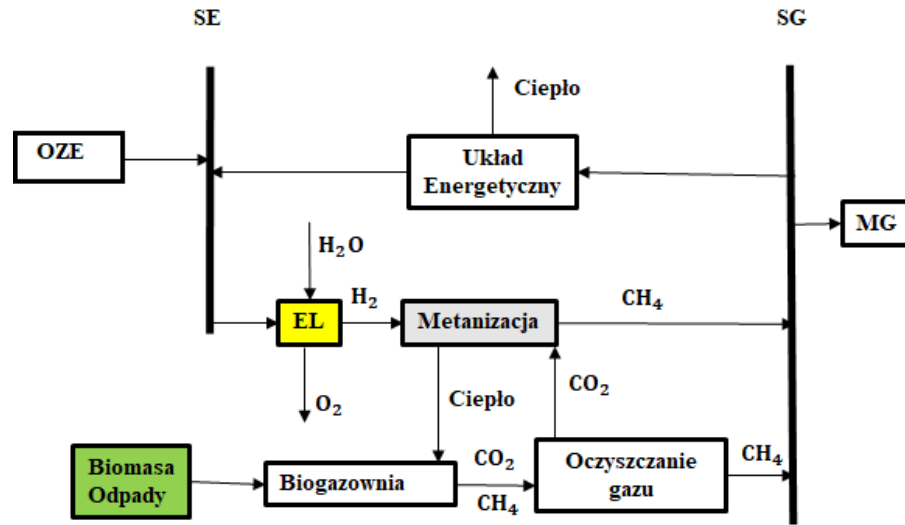 SE
SG
Ciepło
OZE
Układ
Energetyczny
MG
H₂O
H₂
CH₄
EL
Metanizacja
CO₂
O₂
Ciepło
Biomasa
Odpady
Biogazownia
CO₂
CH₄
Oczyszczanie
gazu
CH₄